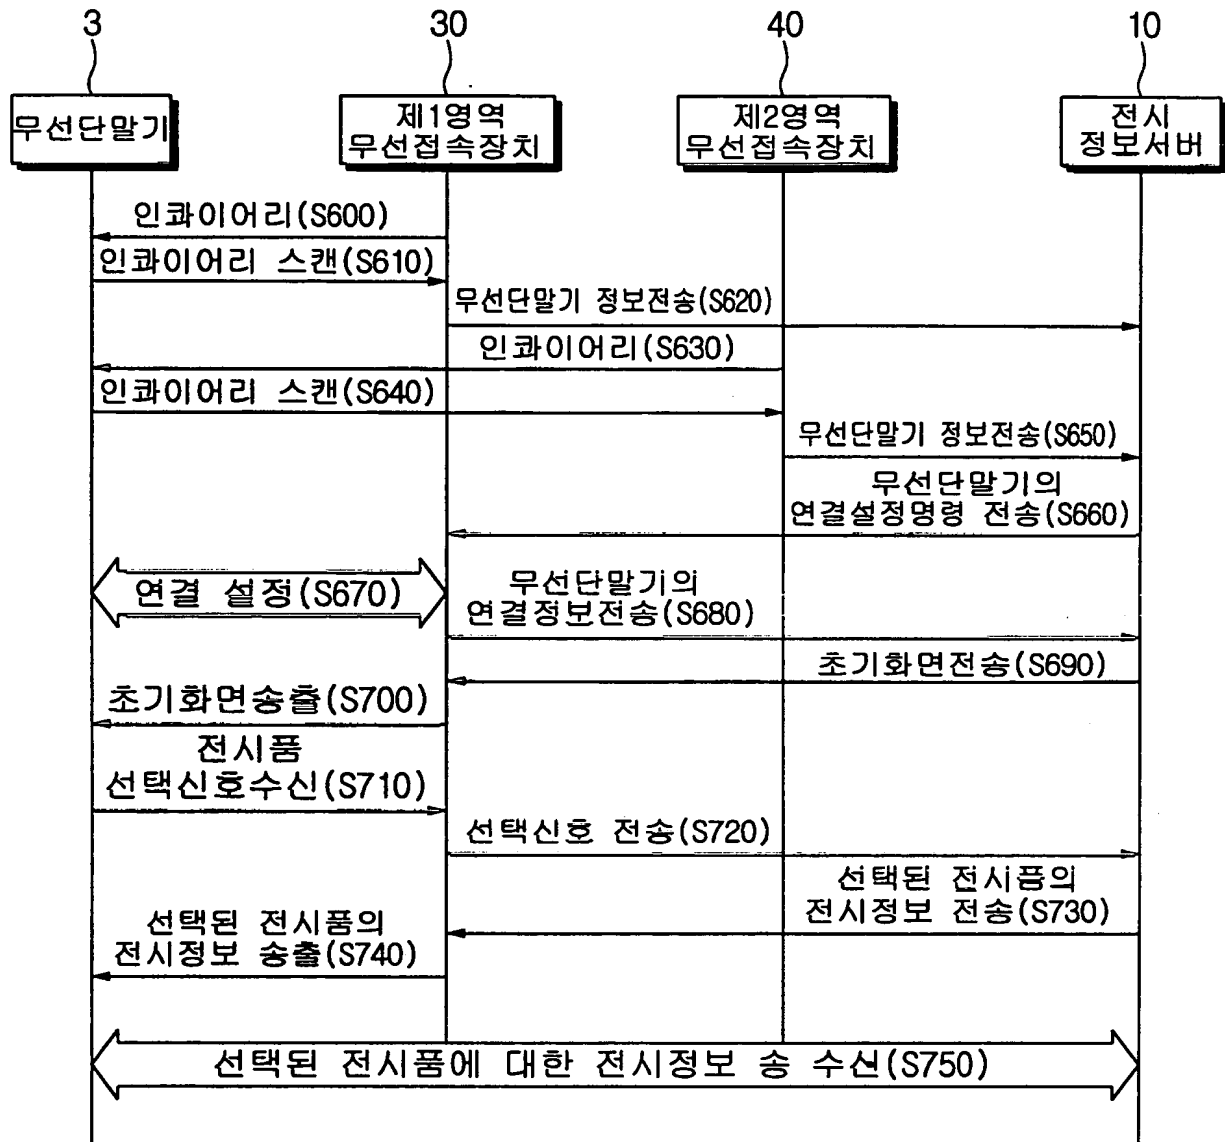 3
30
40
10
무선단말기
제1영역
무선접속장치
제2영역
무선접속장치
전시
정보서버
인콰이어리(S600)
인콰이어리 스캔(S610)
무선단말기 정보전송(S620)
인콰이어리(S630)
인콰이어리 스캔(S640)
무선단말기 정보전송(S650)
무선단말기의
연결설정명령 전송(S660)
연결 설정(S670)
무선단말기의
연결정보전송(S680)
초기화면전송(S690)
초기화면송출(S700)
전시품
선택신호수신(S710)
선택신호 전송(S720)
선택된 전시품의
전시정보 전송(S730)
선택된 전시품의
전시정보 송출(S740)
선택된 전시품에 대한 전시정보 송 수신(S750)